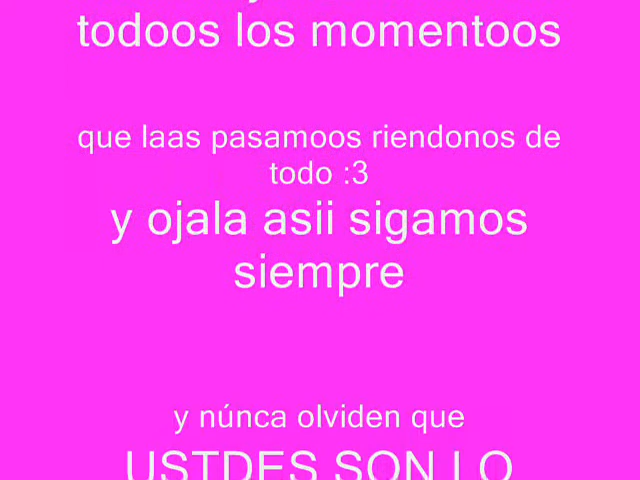 todoos los momentoos
que laas pasamoos riendonos de
todo :3
y ojala asii sigamos
siempre
y núnca olviden que
USTDES SON LO